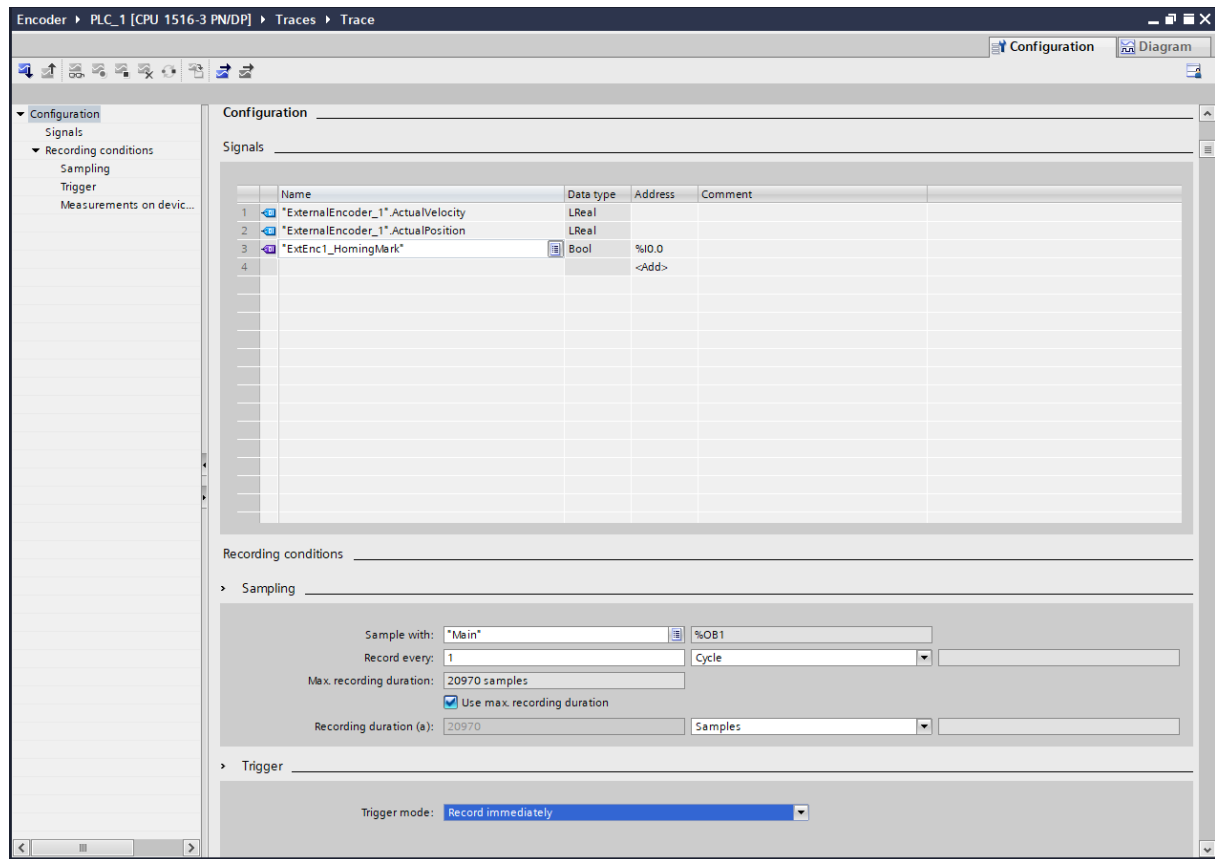 Encoder ▸ PLC_1 [CPU 1516-3 PN/DP] ▸ Traces ▸ Trace
Configuration Diagram
Configuration
Signals
Recording conditions
Sampling
Trigger
Measurements on devic...
Configuration
Signals
Name Data type Address Comment
1 "ExternalEncoder_1".ActualVelocity LReal
2 "ExternalEncoder_1".ActualPosition LReal
3 "ExtEnc1_HomingMark" Bool %I0.0
4 <Add>
Recording conditions
Sampling
Sample with: "Main" %OB1
Record every: 1 Cycle
Max. recording duration: 20970 samples
Use max. recording duration
Recording duration (a): 20970 Samples
Trigger
Trigger mode: Record immediately